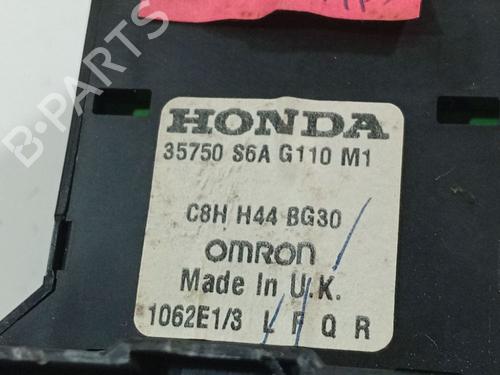 HONDA
35750 S6A G110 M1
C8H H44 BG30
OMRON
Made In U.K.
1062E1/3 L F Q R
B-PARTS